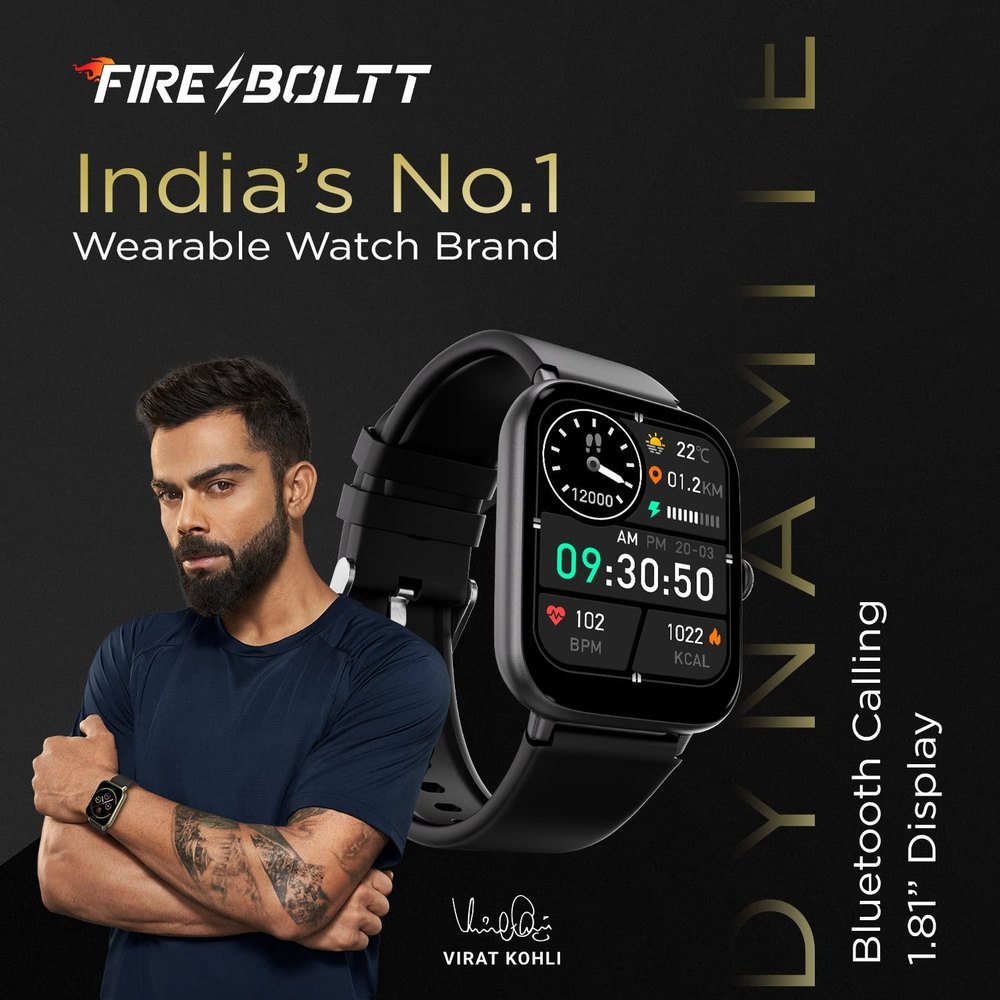 FIRE BOLTT
India's No.1
Wearable Watch Brand
DYNAMITE
Bluetooth Calling
1.81" Display
12000
22°C
01.2KM
AM PM 20-03
09:30:50
102
BPM
1022
KCAL
VIRAT KOHLI